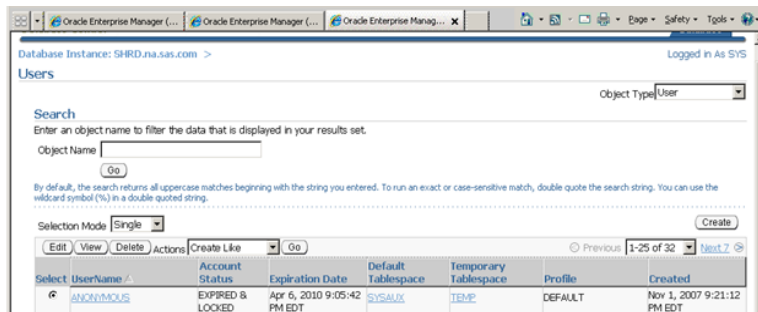 Oracle Enterprise Manager (... Oracle Enterprise Manager (... Oracle Enterprise Manag... x Page Safety Tools
Database Instance: SHRD.na.sas.com > Logged in As SYS
Users
Object Type User
Search
Enter an object name to filter the data that is displayed in your results set.
Object Name
Go
By default, the search returns all uppercase matches beginning with the string you entered. To run an exact or case-sensitive match, double quote the search string. You can use the
wildcard symbol (%) in a double quoted string.
Selection Mode Single Create
Edit View Delete Actions Create Like Go Previous 1-25 of 32 Next 7
Select UserName Account Status Expiration Date Default Tablespace Temporary Tablespace Profile Created
ANONYMOUS EXPIRED & LOCKED Apr 6, 2010 9:05:42 PM EDT SYSAUX TEMP DEFAULT Nov 1, 2007 9:21:12 PM EDT